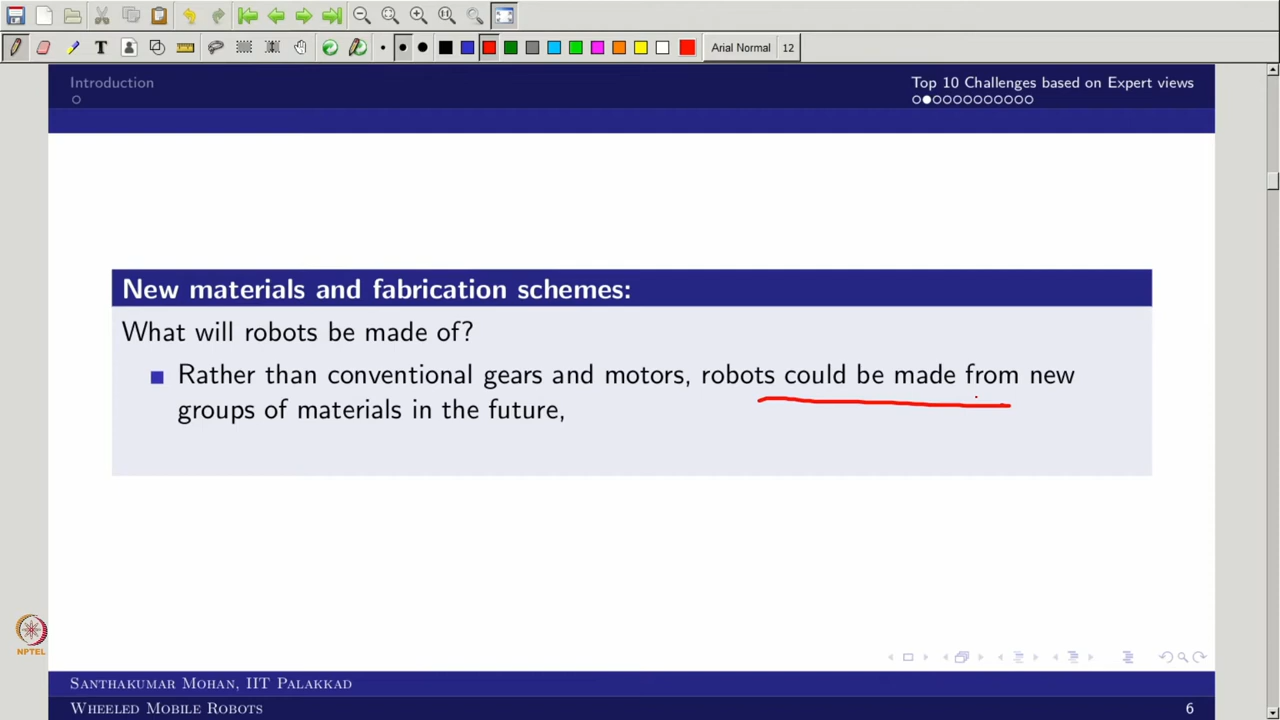 Arial Normal 12
Introduction
Top 10 Challenges based on Expert views
New materials and fabrication schemes:
What will robots be made of?
Rather than conventional gears and motors, robots could be made from new
groups of materials in the future,
NPTEL
SANTHAKUMAR MOHAN, IIT PALAKKAD
WHEELED MOBILE ROBOTS
6